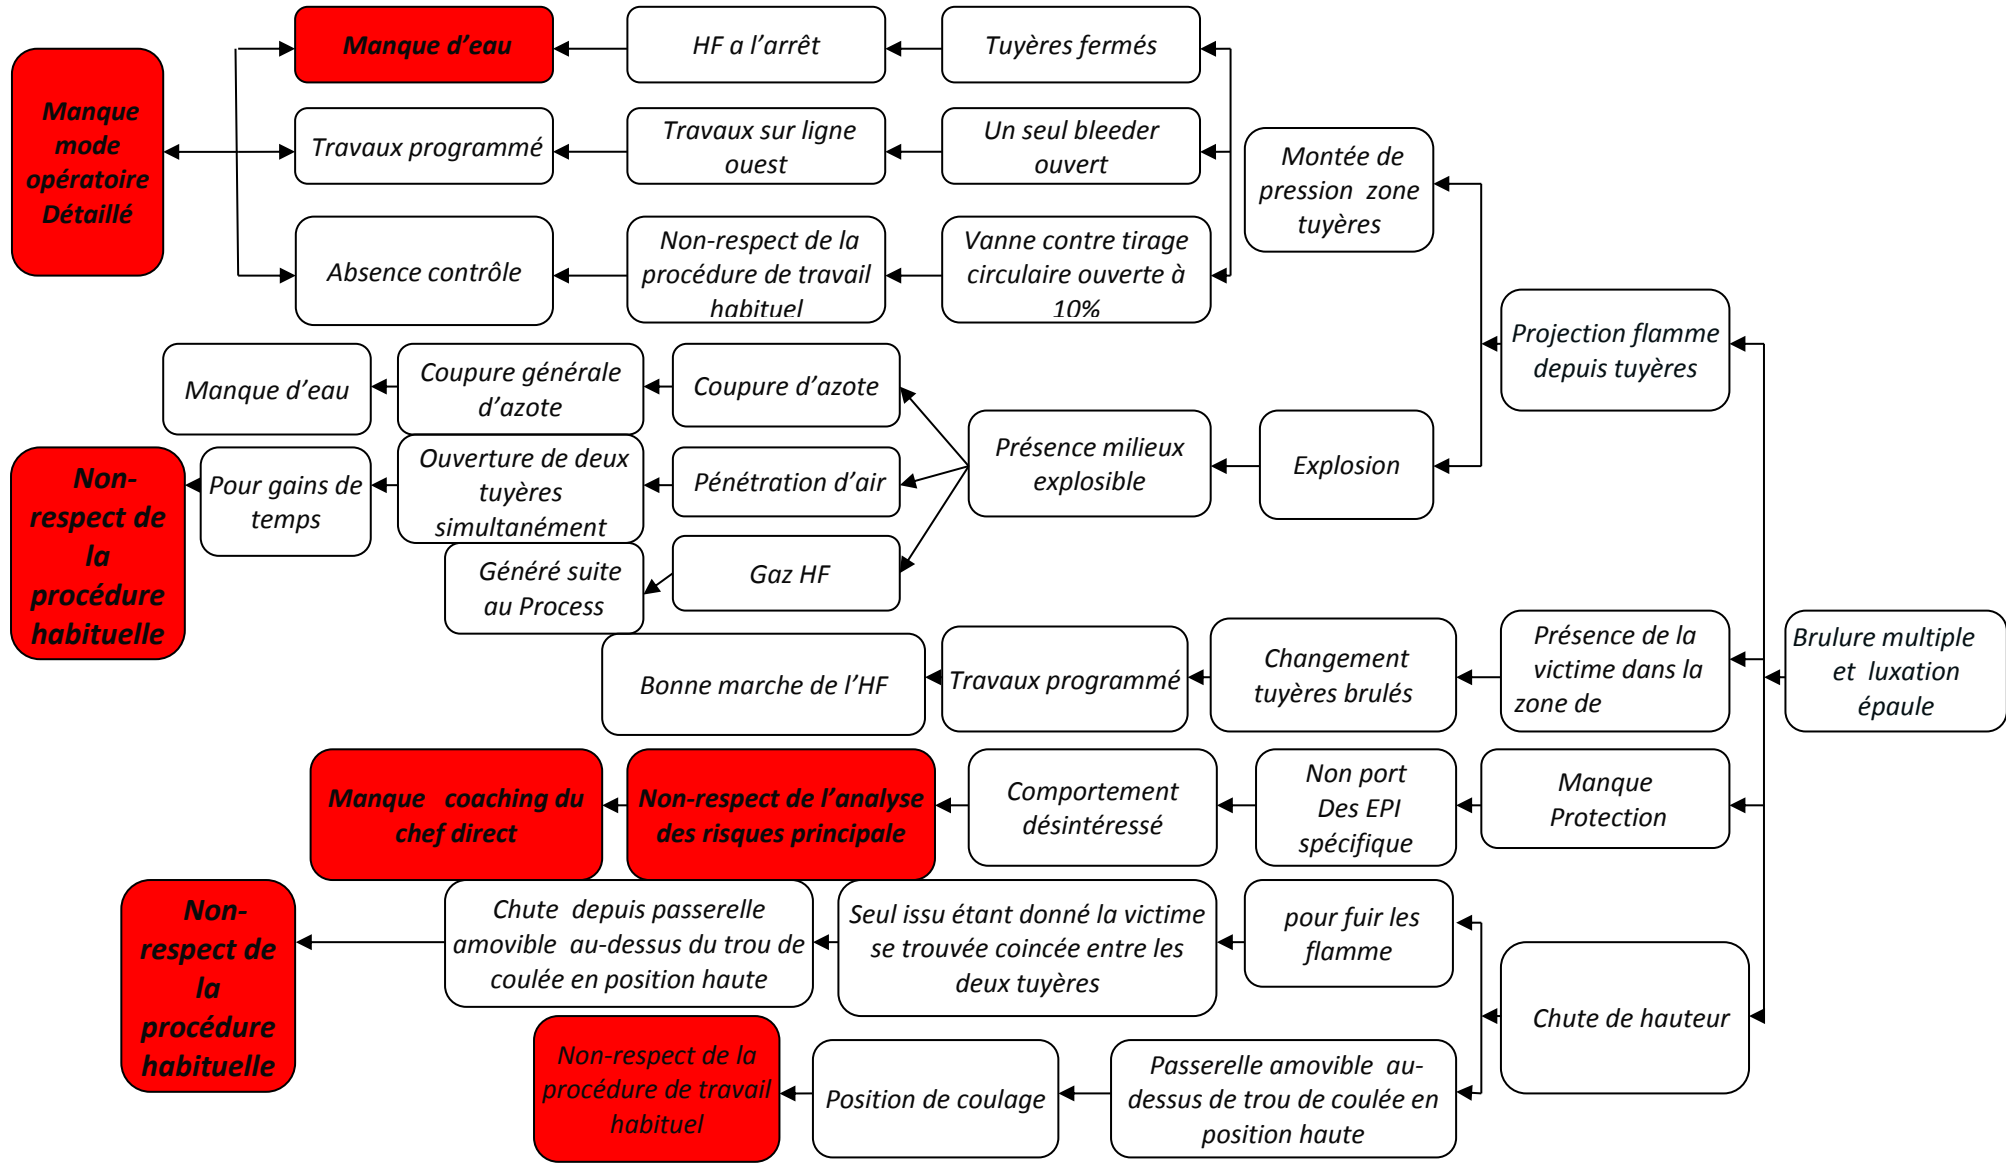 Manque d’eau
HF a l’arrêt
Tuyères fermés
Manque
mode
opératoire
Détaillé
Travaux programmé
Travaux sur ligne
ouest
Un seul bleeder
ouvert
Montée de
pression zone
tuyères
Absence contrôle
Non-respect de la
procédure de travail
habituel
Vanne contre tirage
circulaire ouverte à
10%
Projection flamme
depuis tuyères
Manque d’eau
Coupure générale
d’azote
Coupure d’azote
Non-
respect de
la
procédure
habituelle
Pour gains de
temps
Ouverture de deux
tuyères
simultanément
Pénétration d’air
Présence milieux
explosible
Explosion
Généré suite
au Process
Gaz HF
Bonne marche de l’HF
Travaux programmé
Changement
tuyères brulés
Présence de la
victime dans la
zone de
Brulure multiple
et luxation
épaule
Manque coaching du
chef direct
Non-respect de l’analyse
des risques principale
Comportement
désintéressé
Non port
Des EPI
spécifique
Manque
Protection
Non-
respect de
la
procédure
habituelle
Chute depuis passerelle
amovible au-dessus du trou de
coulée en position haute
Seul issu étant donné la victime
se trouvée coincée entre les
deux tuyères
pour fuir les
flamme
Chute de hauteur
Non-respect de la
procédure de travail
habituel
Position de coulage
Passerelle amovible au-
dessus de trou de coulée en
position haute